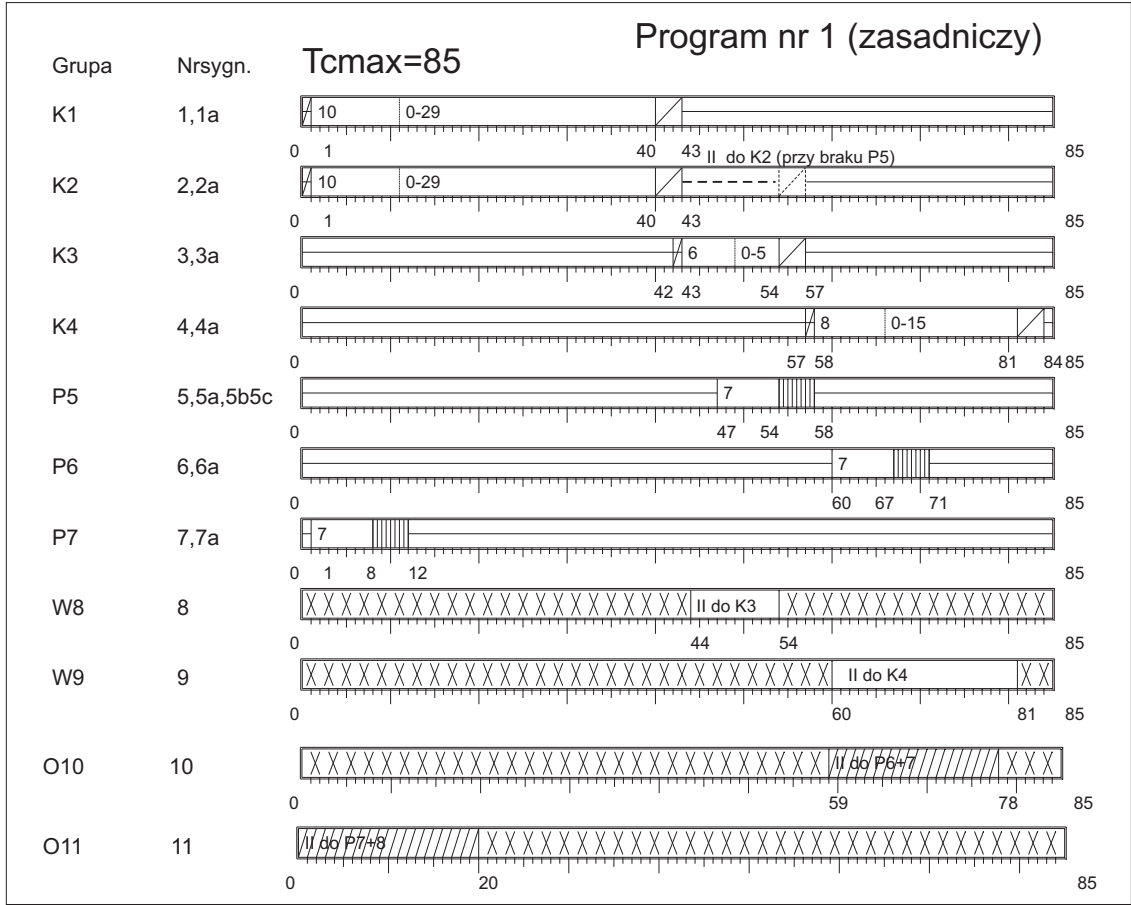 Program nr 1 (zasadniczy)
Grupa Nrsygn. Tcmax=85
K1 1,1a 10 0-29
0 1 40 43 85
II do K2 (przy braku P5)
K2 2,2a 10 0-29
0 1 40 43 85
K3 3,3a 6 0-5
0 42 43 54 57 85
K4 4,4a 8 0-15
0 57 58 81 84 85
P5 5,5a,5b5c 7
0 47 54 58 85
P6 6,6a 7
0 60 67 71 85
P7 7,7a 7
0 1 8 12 85
W8 8 II do K3
0 44 54 85
W9 9 II do K4
0 60 81 85
O10 10 II do P6+7
0 59 78 85
O11 11 II do P7+8
0 20 85